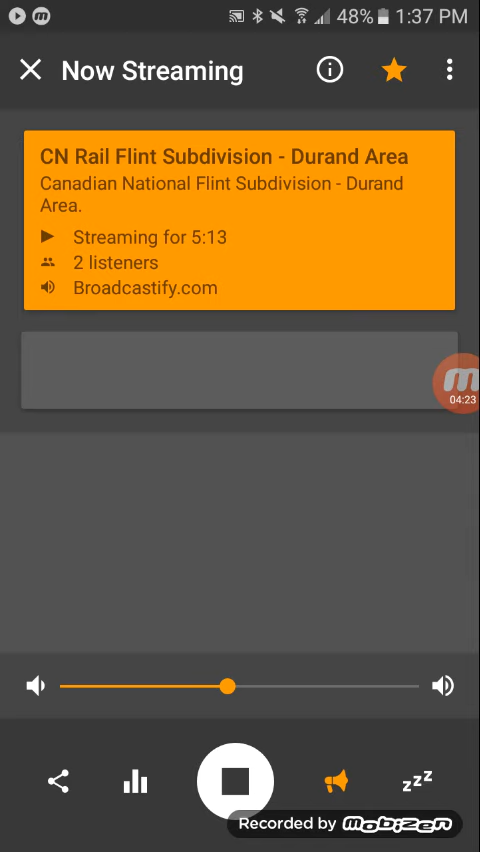 48% 1:37 PM
Now Streaming
CN Rail Flint Subdivision - Durand Area
Canadian National Flint Subdivision - Durand
Area.
Streaming for 5:13
2 listeners
Broadcastify.com
04:23
zzz
Recorded by Mobizen